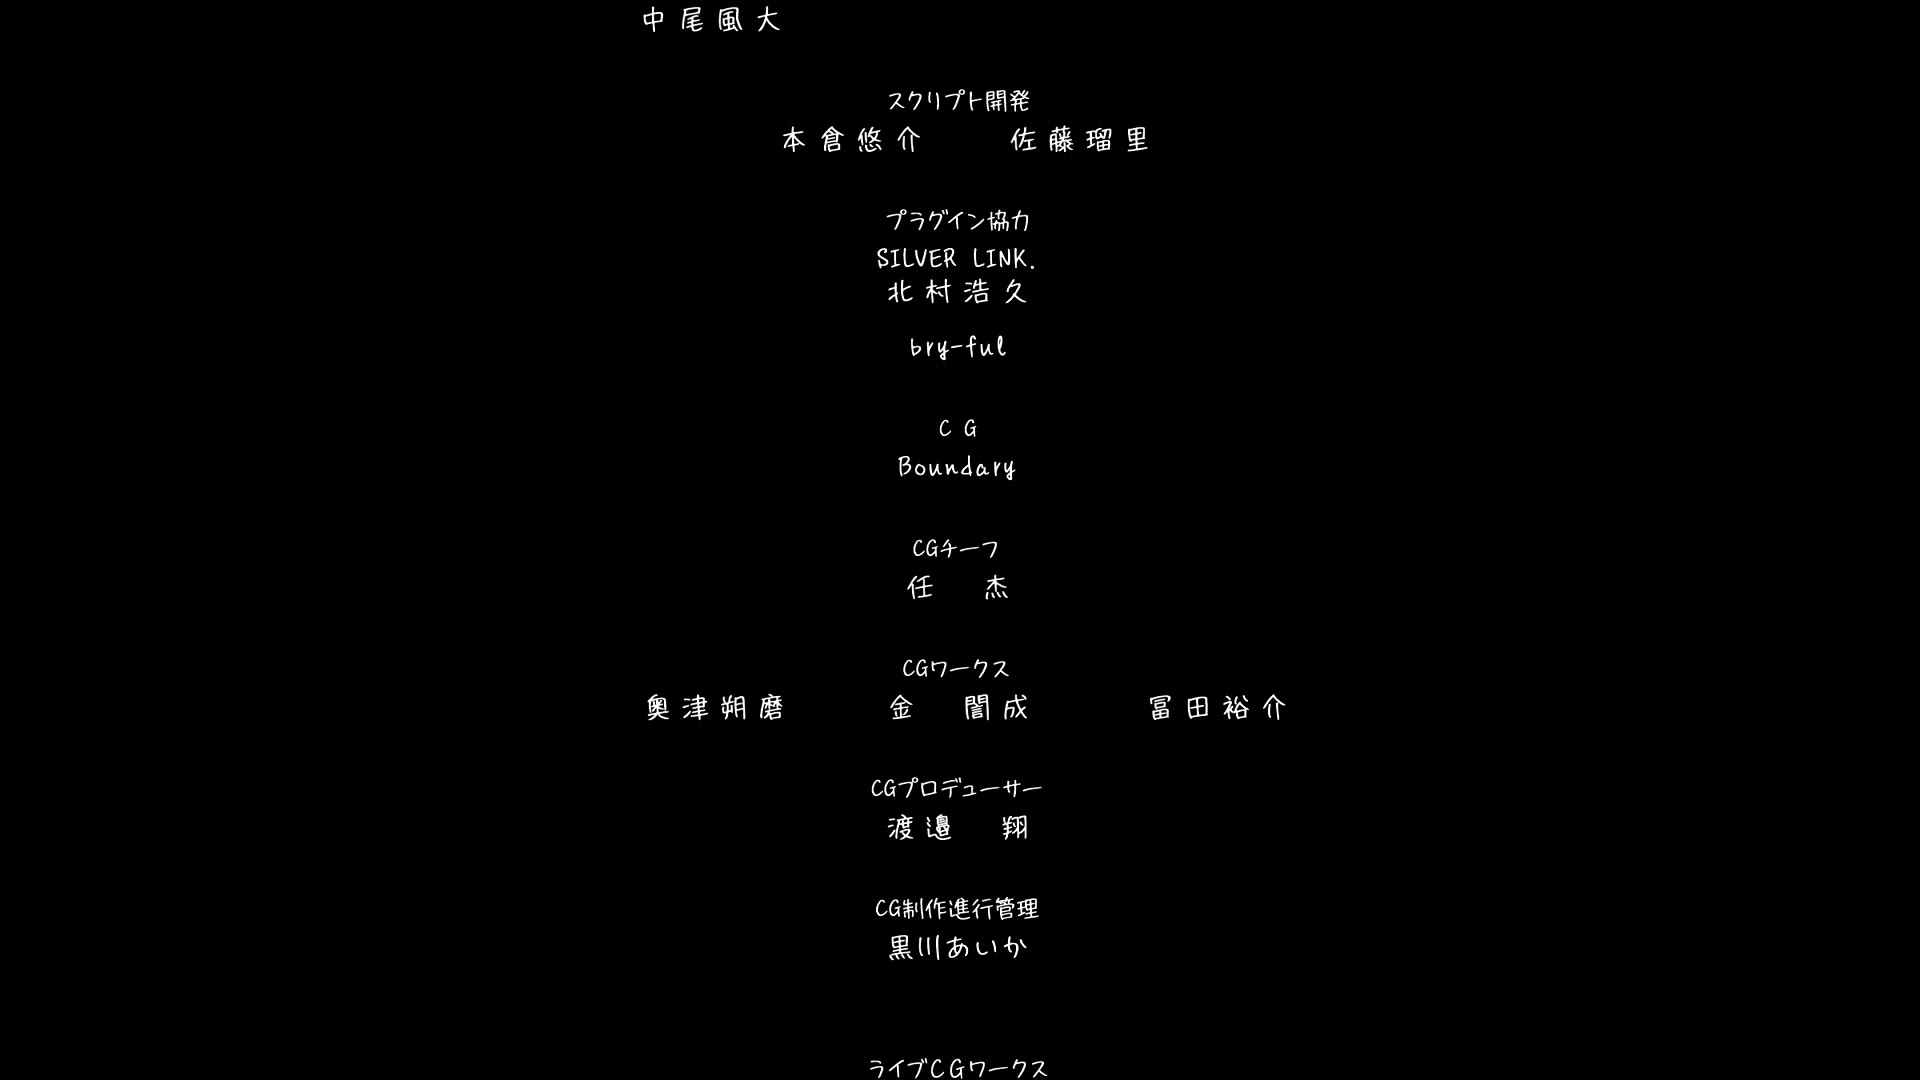 中尾風大
スクリプト開発
本倉悠介 佐藤瑠里
プラグイン協力
SILVER LINK.
北村浩久
bry-ful
CG
Boundary
CGチーフ
任 杰
CGワークス
奥津朔磨 金 誾成 冨田裕介
CGプロデューサー
渡邉 翔
CG制作進行管理
黒川あいか
ライブCGワークス